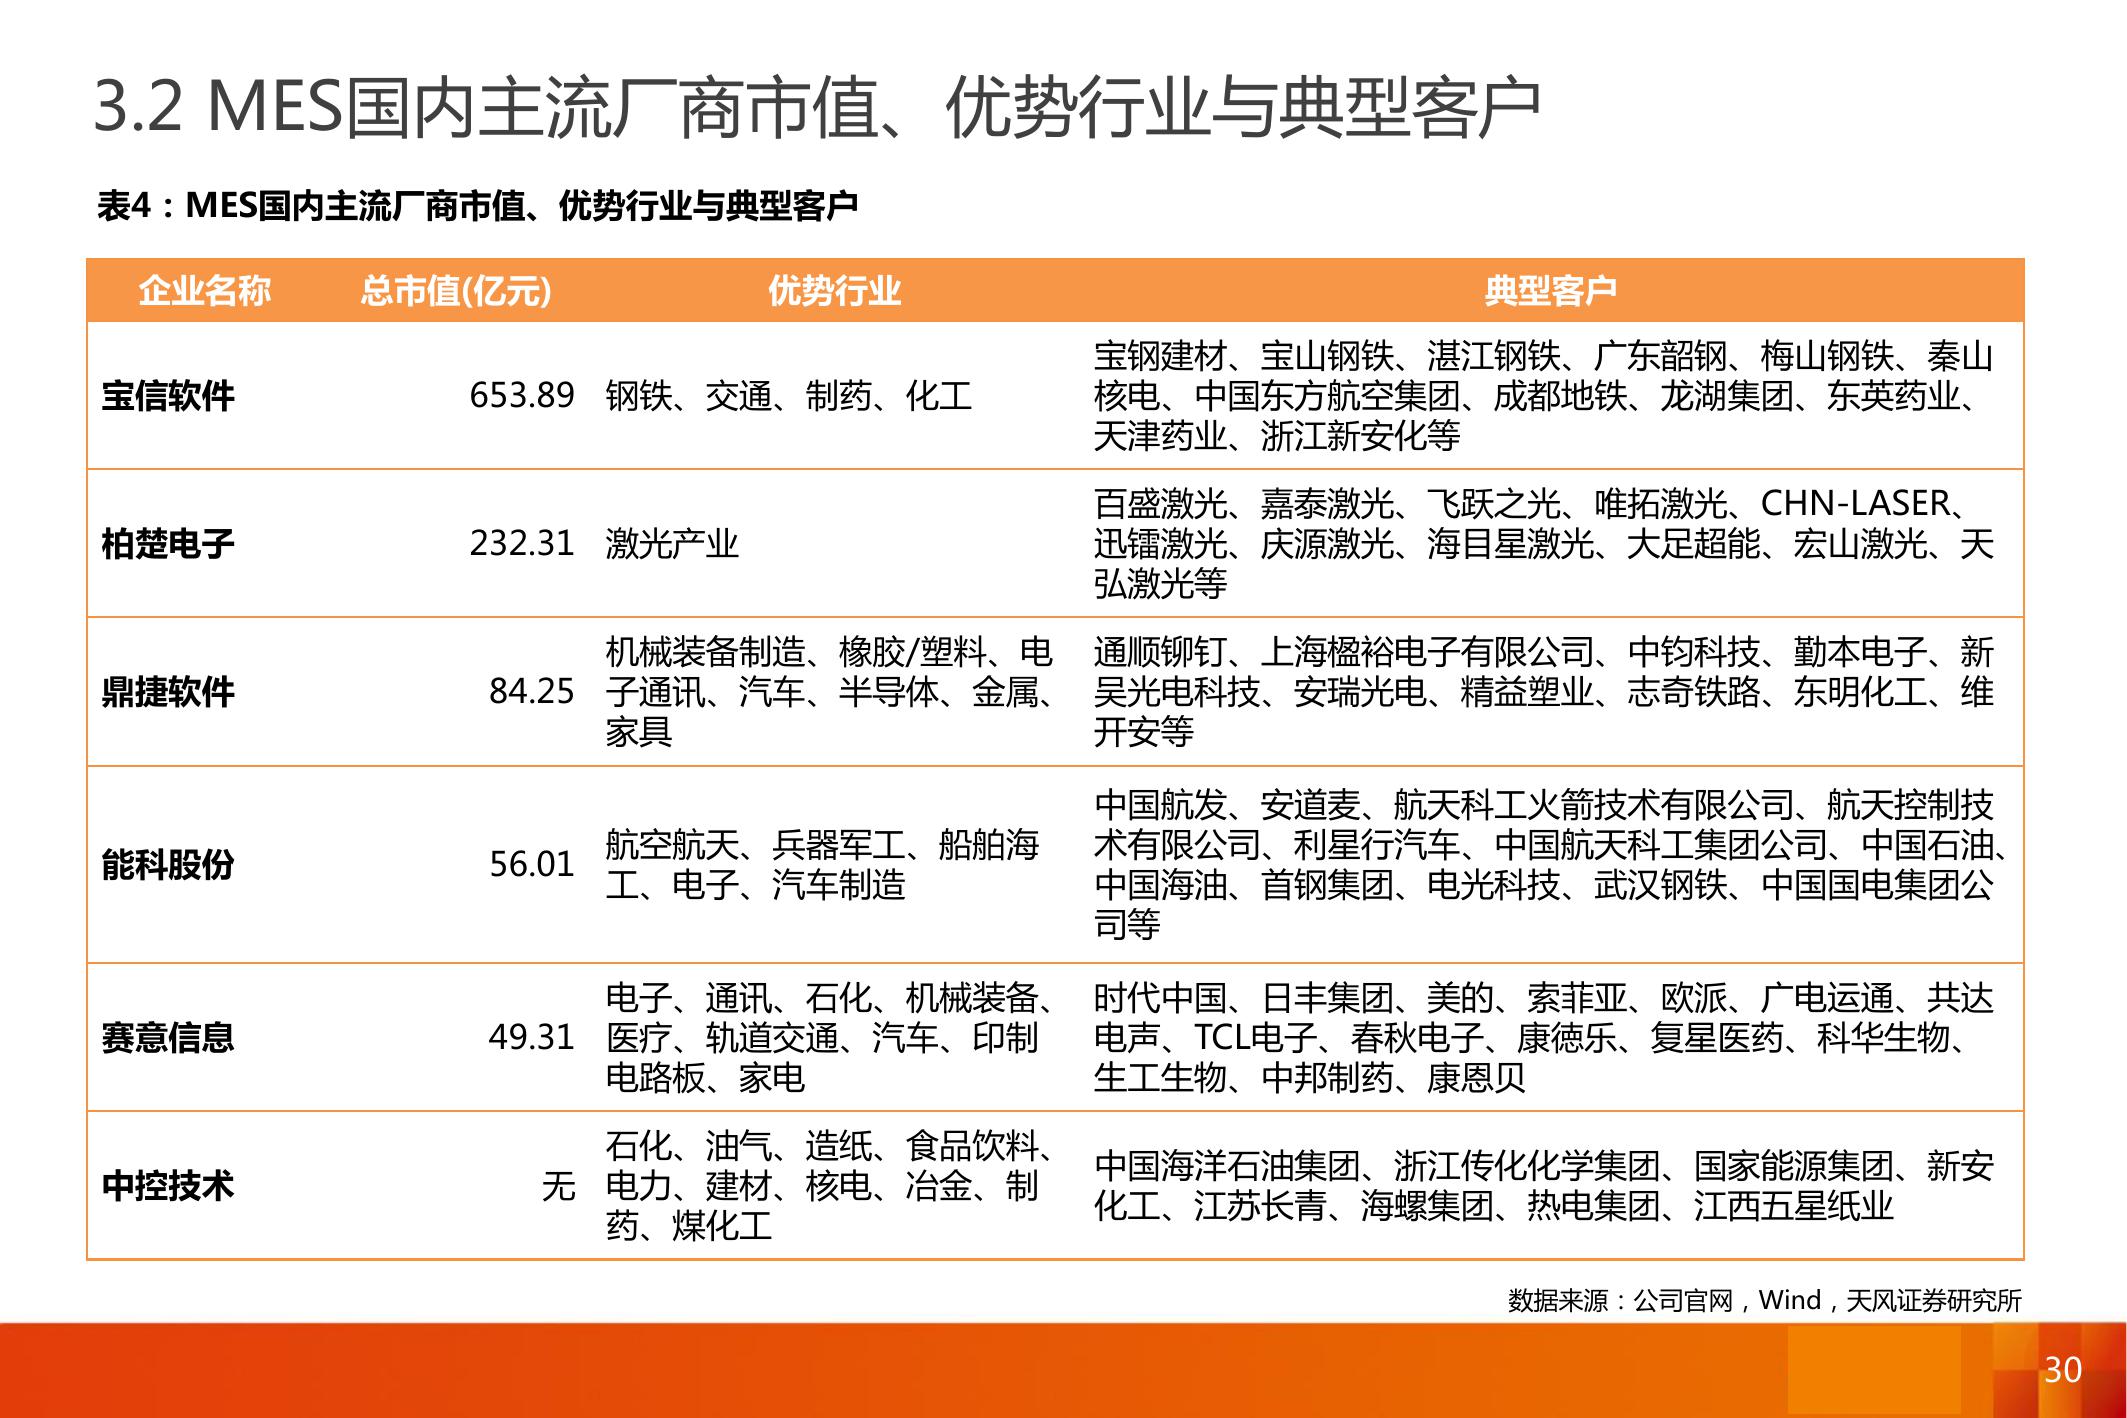 3.2 MES国内主流厂商市值、优势行业与典型客户
表4：MES国内主流厂商市值、优势行业与典型客户
企业名称 总市值(亿元) 优势行业 典型客户
宝信软件 653.89 钢铁、交通、制药、化工
宝钢建材、宝山钢铁、湛江钢铁、广东韶钢、梅山钢铁、秦山
核电、中国东方航空集团、成都地铁、龙湖集团、东英药业、
天津药业、浙江新安化等
柏楚电子 232.31 激光产业
百盛激光、嘉泰激光、飞跃之光、唯拓激光、CHN-LASER、
迅镭激光、庆源激光、海目星激光、大足超能、宏山激光、天
弘激光等
鼎捷软件 84.25
机械装备制造、橡胶/塑料、电
子通讯、汽车、半导体、金属、
家具
通顺铆钉、上海楹裕电子有限公司、中钧科技、勤本电子、新
吴光电科技、安瑞光电、精益塑业、志奇铁路、东明化工、维
开安等
能科股份 56.01
航空航天、兵器军工、船舶海
工、电子、汽车制造
中国航发、安道麦、航天科工火箭技术有限公司、航天控制技
术有限公司、利星行汽车、中国航天科工集团公司、中国石油、
中国海油、首钢集团、电光科技、武汉钢铁、中国国电集团公
司等
赛意信息 49.31
电子、通讯、石化、机械装备、
医疗、轨道交通、汽车、印制
电路板、家电
时代中国、日丰集团、美的、索菲亚、欧派、广电运通、共达
电声、TCL电子、春秋电子、康德乐、复星医药、科华生物、
生工生物、中邦制药、康恩贝
中控技术 无
石化、油气、造纸、食品饮料、
电力、建材、核电、冶金、制
药、煤化工
中国海洋石油集团、浙江传化化学集团、国家能源集团、新安
化工、江苏长青、海螺集团、热电集团、江西五星纸业
数据来源：公司官网，Wind，天风证券研究所
30